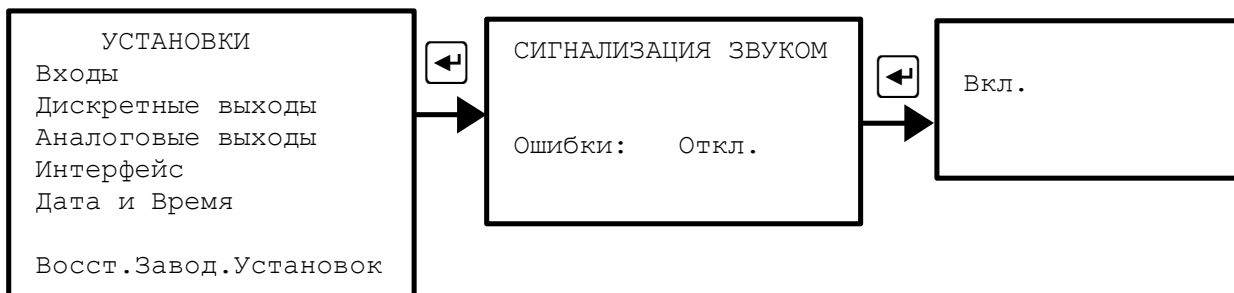 УСТАНОВКИ
Входы
Дискретные выходы
Аналоговые выходы
Интерфейс
Дата и Время
Восст.Завод.Установок
СИГНАЛИЗАЦИЯ ЗВУКОМ
Ошибки: Откл.
Вкл.